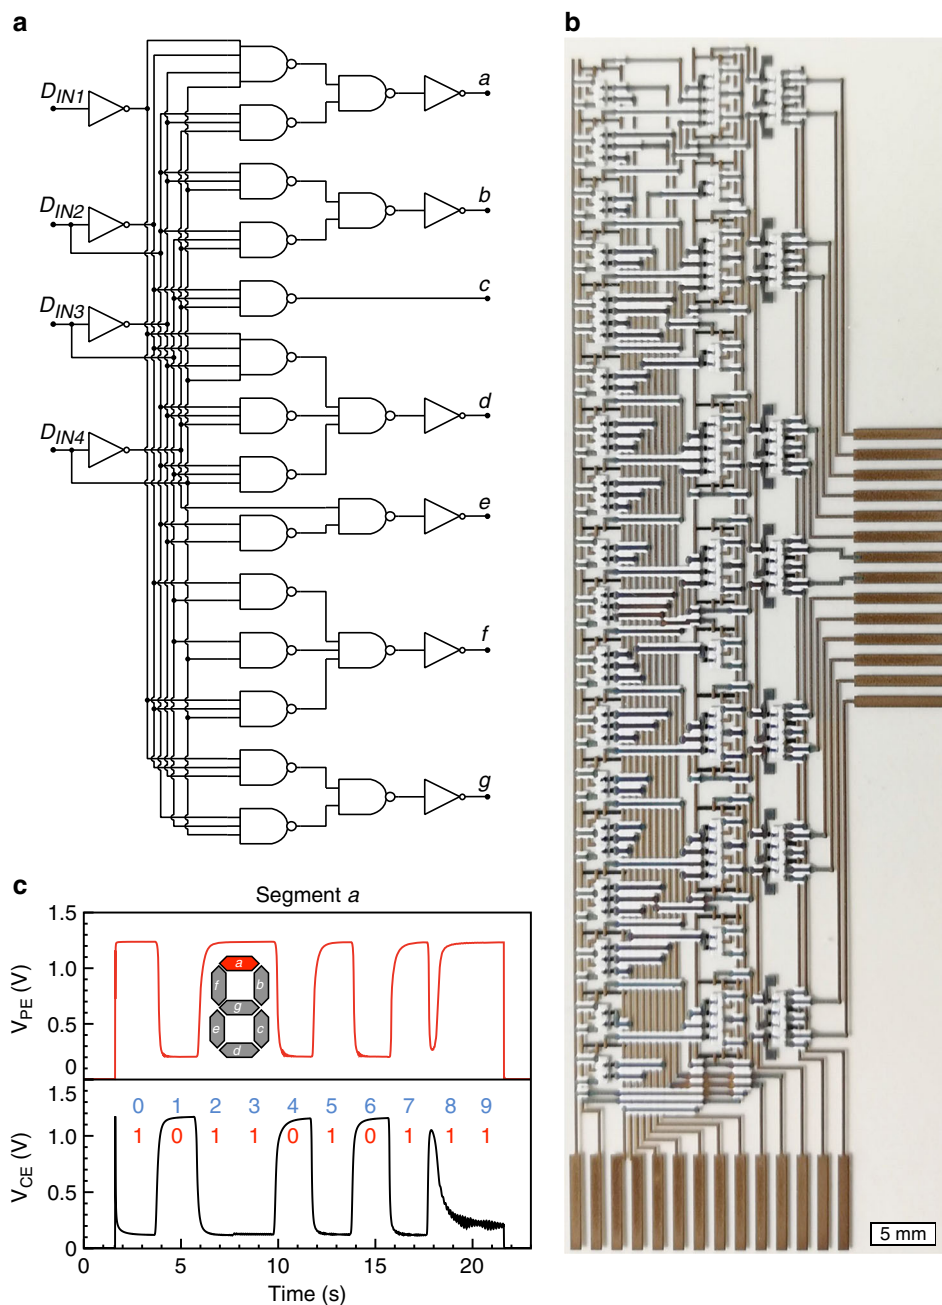 a
b
D_IN1
D_IN2
D_IN3
D_IN4
a
b
c
d
e
f
g
5 mm
c
Segment a
V_PE (V)
1.5
1.0
0.5
0
a
f
b
g
e
c
d
V_CE (V)
1.5
1.0
0.5
0
0 1 2 3 4 5 6 7 8 9
1 0 1 1 0 1 0 1 1 1
0 5 10 15 20
Time (s)